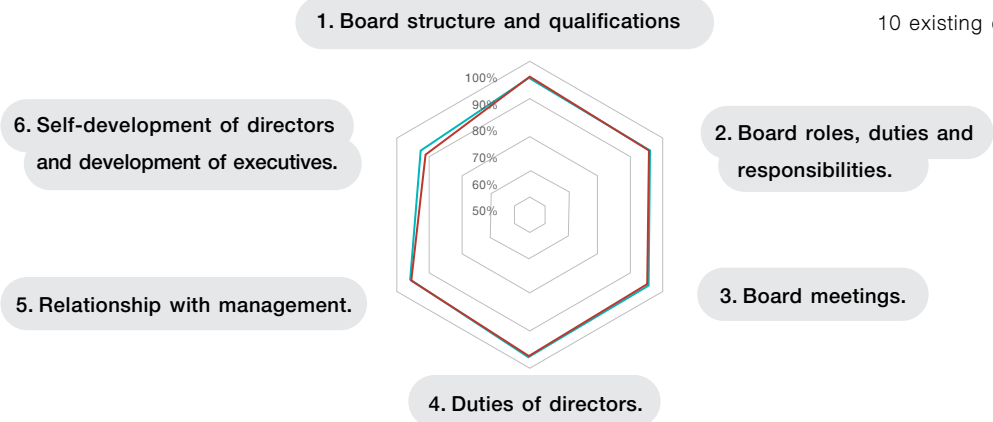 1. Board structure and qualifications
10 existing
100%
90%
80%
70%
60%
50%
6. Self-development of directors
and development of executives.
2. Board roles, duties and
responsibilities.
5. Relationship with management.
3. Board meetings.
4. Duties of directors.